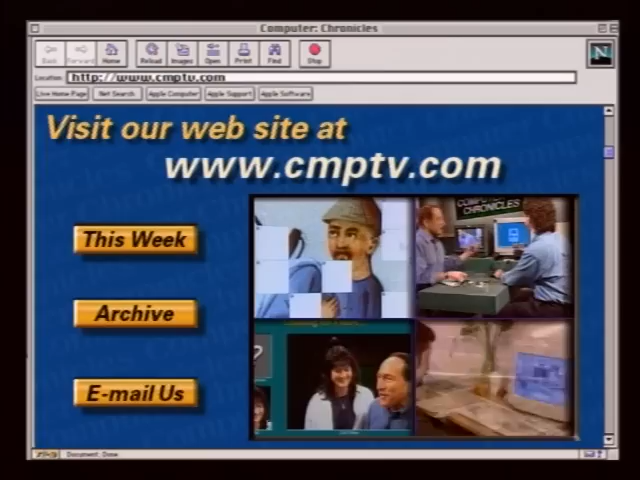 Computer: Chronicles
Back Forward Home Reload Images Open Print Find Stop
Location: http://www.cmptv.com
Live Home Page Net Search Apple Computer Apple Support Apple Software
N
Visit our web site at
www.cmptv.com
This Week
Archive
E-mail Us
CHRONICLES
Document: Done